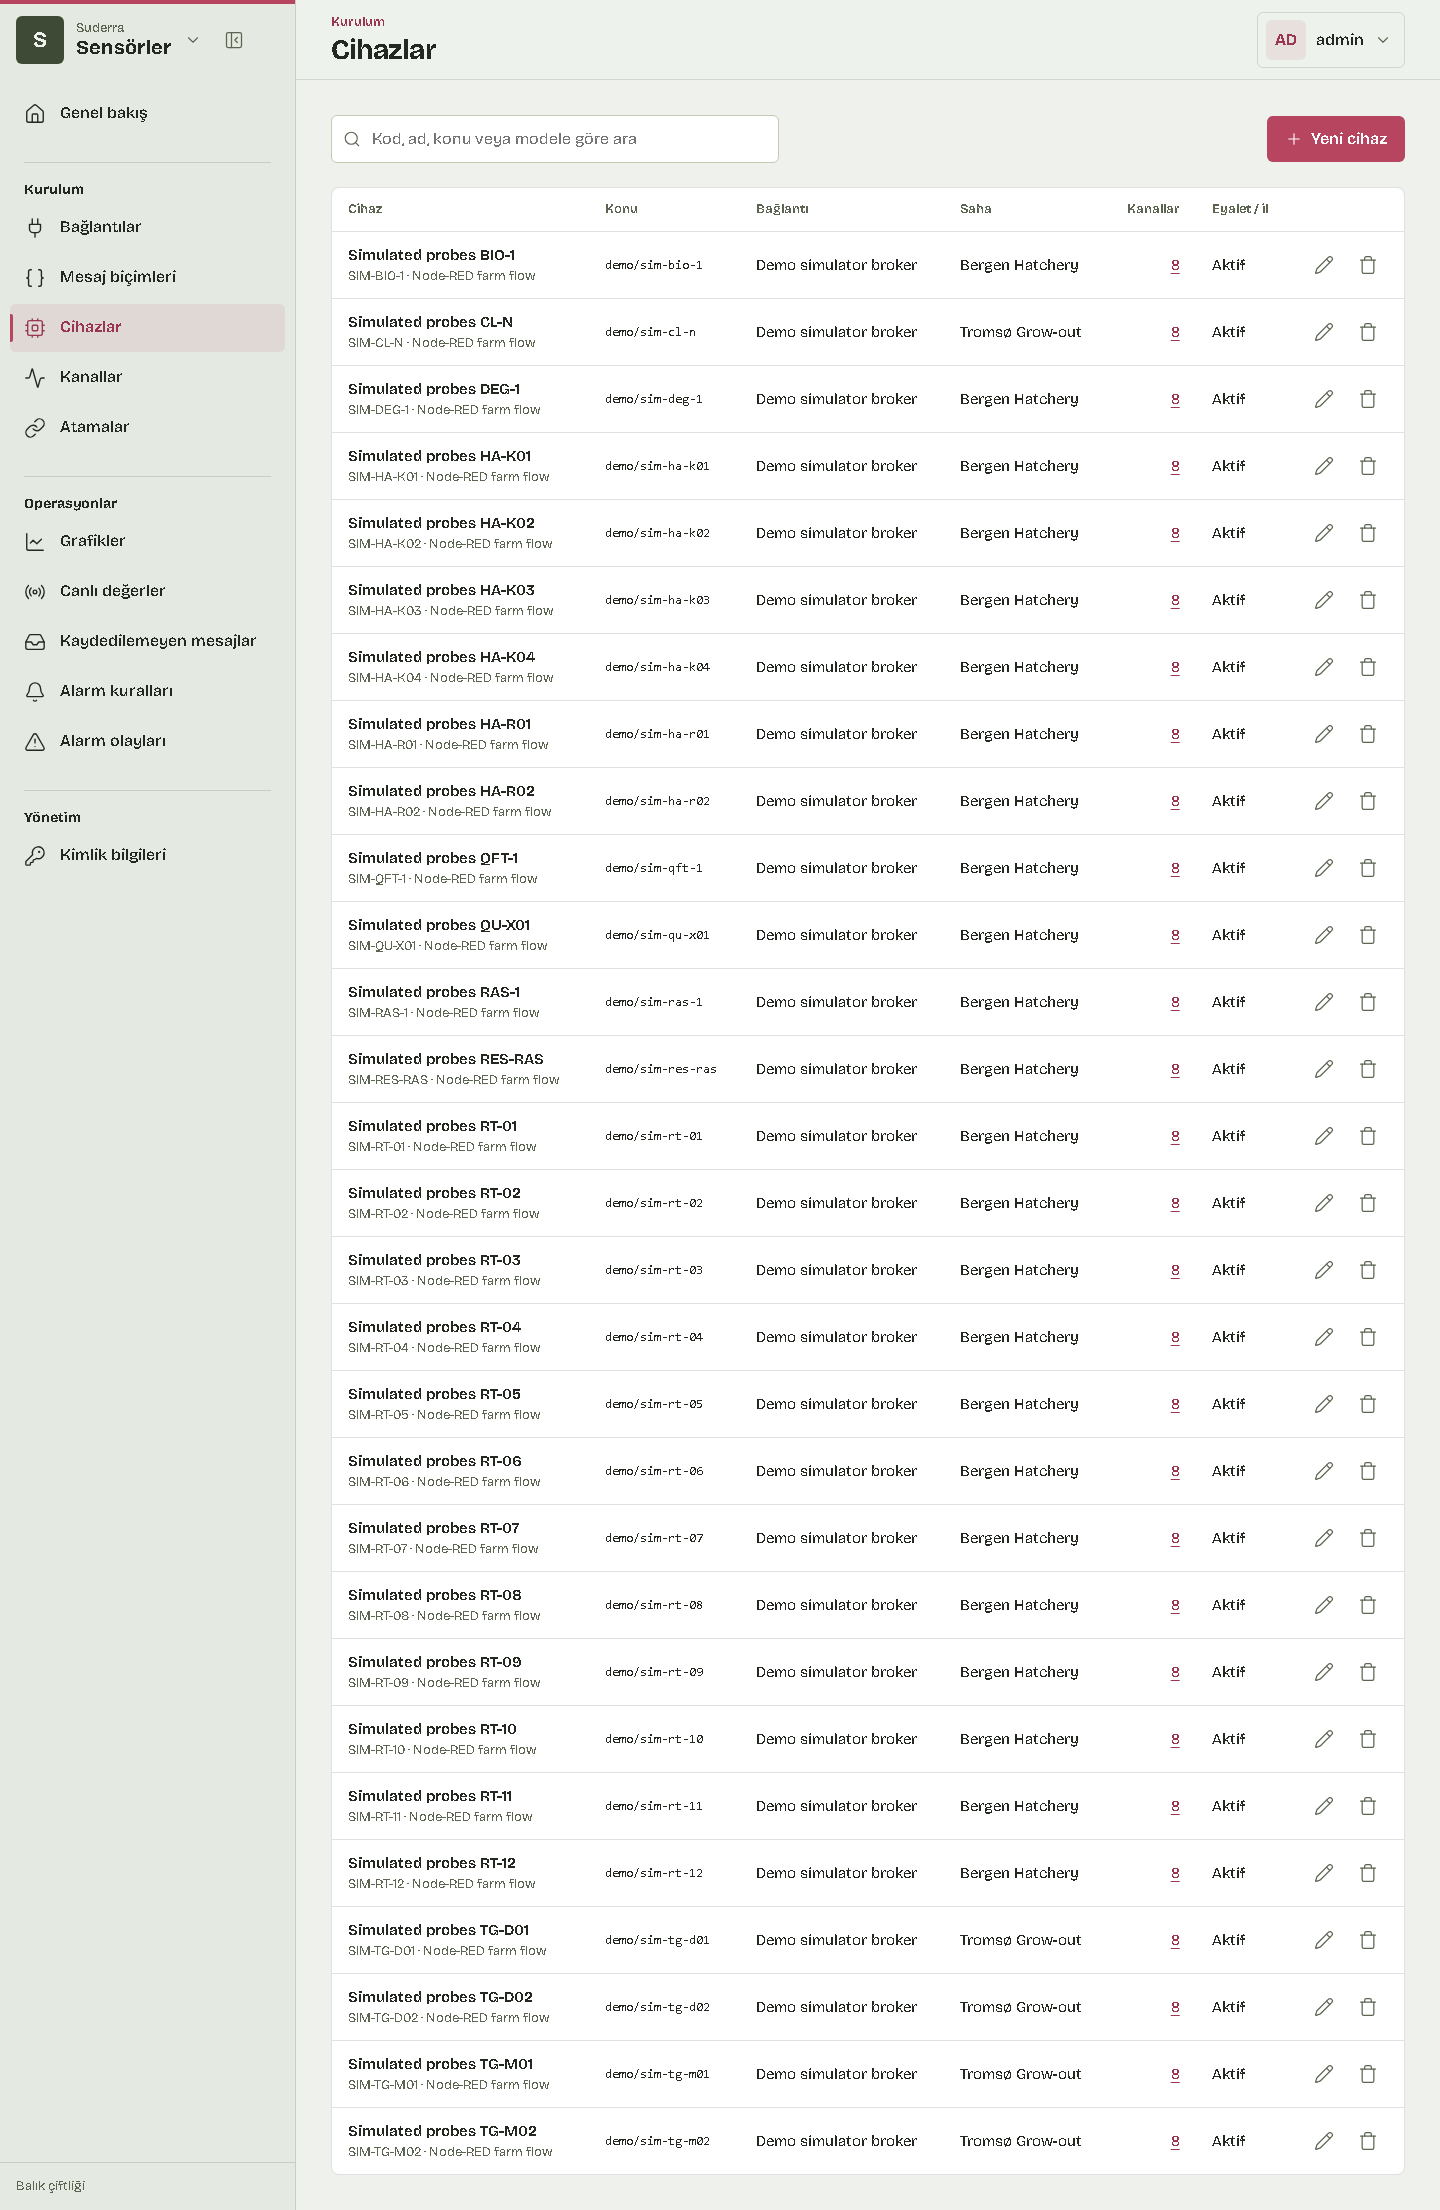 Suderra
Sensörler
Genel bakış
Kurulum
Bağlantılar
Mesaj biçimleri
Cihazlar
Kanallar
Atamalar
Operasyonlar
Grafikler
Canlı değerler
Kaydedilemeyen mesajlar
Alarm kuralları
Alarm olayları
Yönetim
Kimlik bilgileri
Balık çiftliği
Kurulum
Cihazlar
AD admin
Kod, ad, konu veya modele göre ara
Yeni cihaz
Cihaz Konu Bağlantı Saha Kanallar Eyalet / il
Simulated probes BIO-1
SIM-BIO-1 · Node-RED farm flow
demo/sim-bio-1 Demo simulator broker Bergen Hatchery 8 Aktif
Simulated probes CL-N
SIM-CL-N · Node-RED farm flow
demo/sim-cl-n Demo simulator broker Tromsø Grow-out 8 Aktif
Simulated probes DEG-1
SIM-DEG-1 · Node-RED farm flow
demo/sim-deg-1 Demo simulator broker Bergen Hatchery 8 Aktif
Simulated probes HA-K01
SIM-HA-K01 · Node-RED farm flow
demo/sim-ha-k01 Demo simulator broker Bergen Hatchery 8 Aktif
Simulated probes HA-K02
SIM-HA-K02 · Node-RED farm flow
demo/sim-ha-k02 Demo simulator broker Bergen Hatchery 8 Aktif
Simulated probes HA-K03
SIM-HA-K03 · Node-RED farm flow
demo/sim-ha-k03 Demo simulator broker Bergen Hatchery 8 Aktif
Simulated probes HA-K04
SIM-HA-K04 · Node-RED farm flow
demo/sim-ha-k04 Demo simulator broker Bergen Hatchery 8 Aktif
Simulated probes HA-R01
SIM-HA-R01 · Node-RED farm flow
demo/sim-ha-r01 Demo simulator broker Bergen Hatchery 8 Aktif
Simulated probes HA-R02
SIM-HA-R02 · Node-RED farm flow
demo/sim-ha-r02 Demo simulator broker Bergen Hatchery 8 Aktif
Simulated probes QFT-1
SIM-QFT-1 · Node-RED farm flow
demo/sim-qft-1 Demo simulator broker Bergen Hatchery 8 Aktif
Simulated probes QU-X01
SIM-QU-X01 · Node-RED farm flow
demo/sim-qu-x01 Demo simulator broker Bergen Hatchery 8 Aktif
Simulated probes RAS-1
SIM-RAS-1 · Node-RED farm flow
demo/sim-ras-1 Demo simulator broker Bergen Hatchery 8 Aktif
Simulated probes RES-RAS
SIM-RES-RAS · Node-RED farm flow
demo/sim-res-ras Demo simulator broker Bergen Hatchery 8 Aktif
Simulated probes RT-01
SIM-RT-01 · Node-RED farm flow
demo/sim-rt-01 Demo simulator broker Bergen Hatchery 8 Aktif
Simulated probes RT-02
SIM-RT-02 · Node-RED farm flow
demo/sim-rt-02 Demo simulator broker Bergen Hatchery 8 Aktif
Simulated probes RT-03
SIM-RT-03 · Node-RED farm flow
demo/sim-rt-03 Demo simulator broker Bergen Hatchery 8 Aktif
Simulated probes RT-04
SIM-RT-04 · Node-RED farm flow
demo/sim-rt-04 Demo simulator broker Bergen Hatchery 8 Aktif
Simulated probes RT-05
SIM-RT-05 · Node-RED farm flow
demo/sim-rt-05 Demo simulator broker Bergen Hatchery 8 Aktif
Simulated probes RT-06
SIM-RT-06 · Node-RED farm flow
demo/sim-rt-06 Demo simulator broker Bergen Hatchery 8 Aktif
Simulated probes RT-07
SIM-RT-07 · Node-RED farm flow
demo/sim-rt-07 Demo simulator broker Bergen Hatchery 8 Aktif
Simulated probes RT-08
SIM-RT-08 · Node-RED farm flow
demo/sim-rt-08 Demo simulator broker Bergen Hatchery 8 Aktif
Simulated probes RT-09
SIM-RT-09 · Node-RED farm flow
demo/sim-rt-09 Demo simulator broker Bergen Hatchery 8 Aktif
Simulated probes RT-10
SIM-RT-10 · Node-RED farm flow
demo/sim-rt-10 Demo simulator broker Bergen Hatchery 8 Aktif
Simulated probes RT-11
SIM-RT-11 · Node-RED farm flow
demo/sim-rt-11 Demo simulator broker Bergen Hatchery 8 Aktif
Simulated probes RT-12
SIM-RT-12 · Node-RED farm flow
demo/sim-rt-12 Demo simulator broker Bergen Hatchery 8 Aktif
Simulated probes TG-D01
SIM-TG-D01 · Node-RED farm flow
demo/sim-tg-d01 Demo simulator broker Tromsø Grow-out 8 Aktif
Simulated probes TG-D02
SIM-TG-D02 · Node-RED farm flow
demo/sim-tg-d02 Demo simulator broker Tromsø Grow-out 8 Aktif
Simulated probes TG-M01
SIM-TG-M01 · Node-RED farm flow
demo/sim-tg-m01 Demo simulator broker Tromsø Grow-out 8 Aktif
Simulated probes TG-M02
SIM-TG-M02 · Node-RED farm flow
demo/sim-tg-m02 Demo simulator broker Tromsø Grow-out 8 Aktif